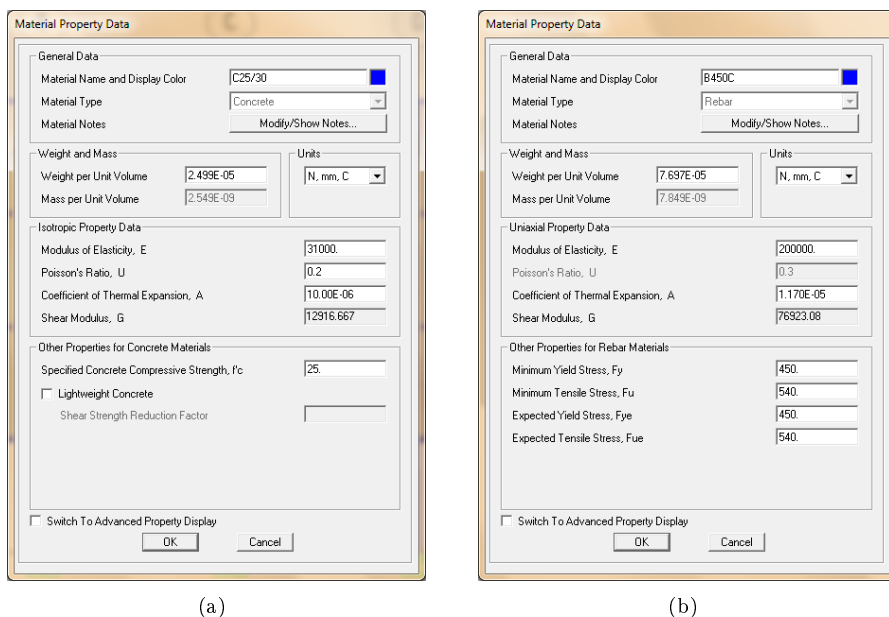 Material Property Data
General Data
Material Name and Display Color C25/30
Material Type Concrete
Material Notes Modify/Show Notes...
Weight and Mass
Weight per Unit Volume 2.499E-05
Mass per Unit Volume 2.549E-09
Units
N, mm, C
Isotropic Property Data
Modulus of Elasticity, E 31000.
Poisson's Ratio, U 0.2
Coefficient of Thermal Expansion, A 10.00E-06
Shear Modulus, G 12916.667
Other Properties for Concrete Materials
Specified Concrete Compressive Strength, f'c 25.
Lightweight Concrete
Shear Strength Reduction Factor
Switch To Advanced Property Display
OK Cancel
(a)
Material Property Data
General Data
Material Name and Display Color B450C
Material Type Rebar
Material Notes Modify/Show Notes...
Weight and Mass
Weight per Unit Volume 7.697E-05
Mass per Unit Volume 7.849E-09
Units
N, mm, C
Uniaxial Property Data
Modulus of Elasticity, E 200000.
Poisson's Ratio, U 0.3
Coefficient of Thermal Expansion, A 1.170E-05
Shear Modulus, G 76923.08
Other Properties for Rebar Materials
Minimum Yield Stress, Fy 450.
Minimum Tensile Stress, Fu 540.
Expected Yield Stress, Fye 450.
Expected Tensile Stress, Fue 540.
Switch To Advanced Property Display
OK Cancel
(b)